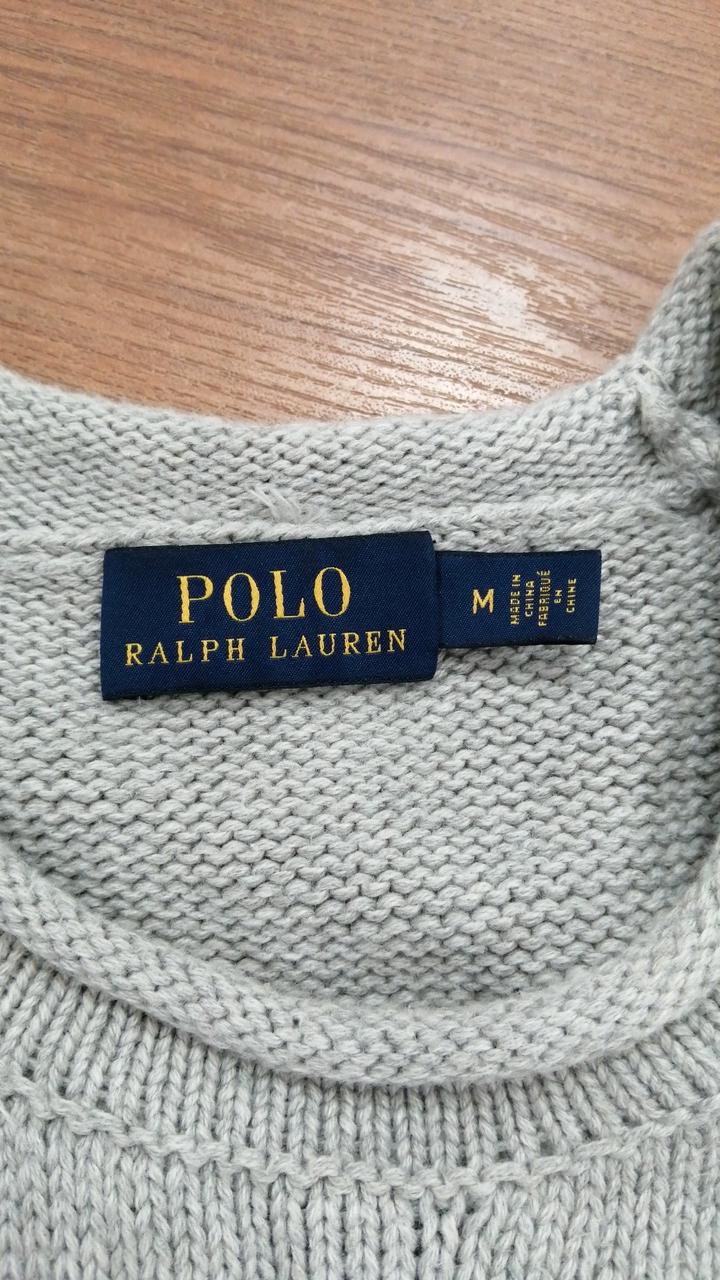 POLO
RALPH LAUREN
M
MADE IN
CHINA
FABRIQUÉ
EN
CHINE